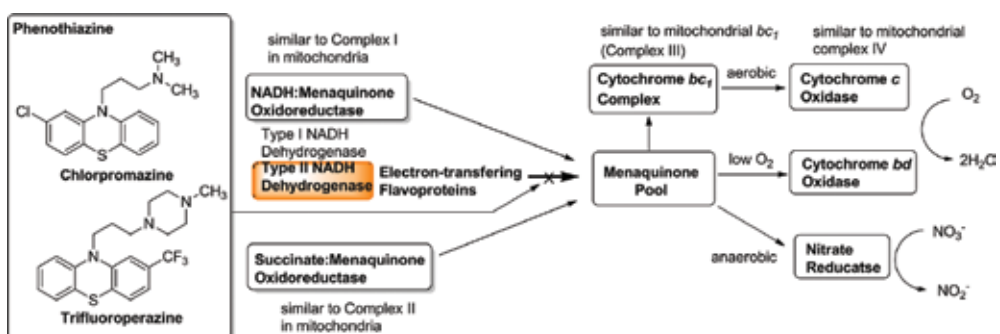 Phenothiazine
CH₃
N
CH₃
N
Cl
S
Chlorpromazine
CH₃
N
N
N
CF₃
S
Trifluoroperazine
similar to Complex I
in mitochondria
NADH:Menaquinone
Oxidoreductase
Type I NADH
Dehydrogenase
Type II NADH
Dehydrogenase
Electron-transfering
Flavoproteins
Succinate:Menaquinone
Oxidoreductase
similar to Complex II
in mitochondria
similar to mitochondrial bc₁
(Complex III)
Cytochrome bc₁
Complex
aerobic
similar to mitochondrial
complex IV
Cytochrome c
Oxidase
O₂
2H₂C
Menaquinone
Pool
low O₂
Cytochrome bd
Oxidase
anaerobic
Nitrate
Reducatse
NO₃⁻
NO₂⁻